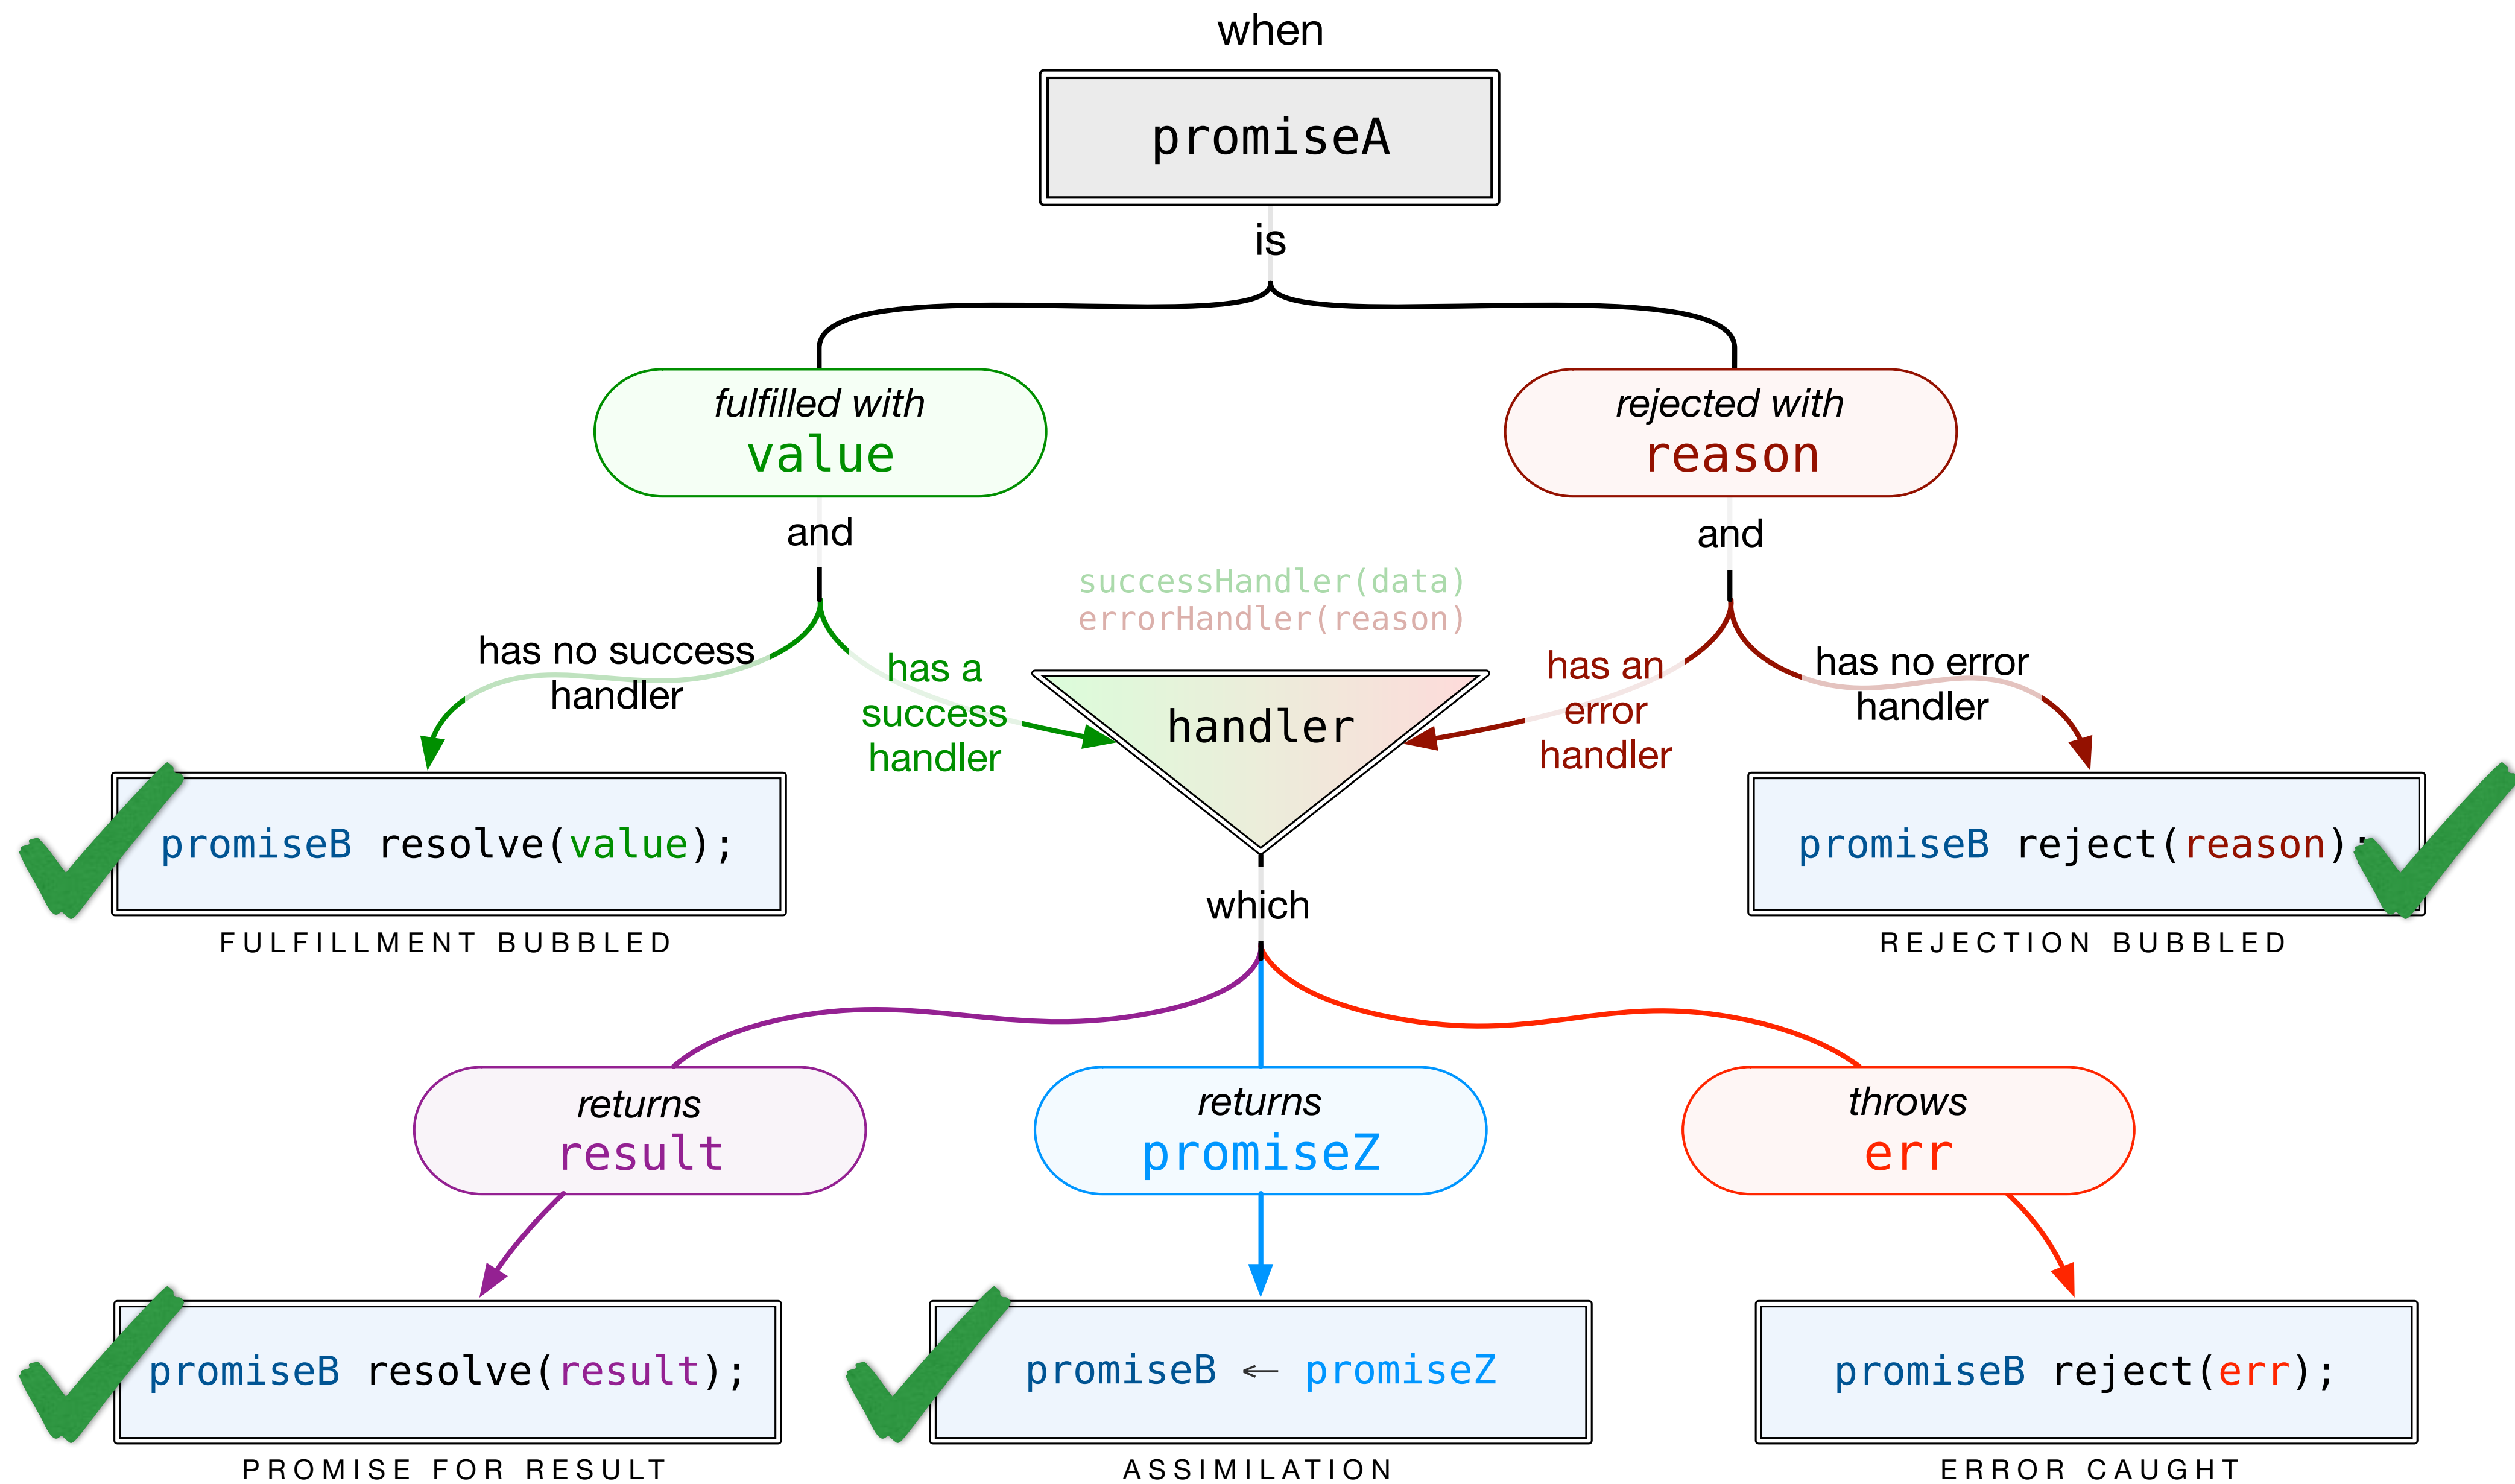 when
promiseA
is
fulfilled with
value
rejected with
reason
and
and
successHandler(data)
errorHandler(reason)
has no success
handler
has a
success
handler
handler
has an
error
handler
has no error
handler
promiseB resolve(value);
FULFILLMENT BUBBLED
promiseB reject(reason);
REJECTION BUBBLED
which
returns
result
returns
promiseZ
throws
err
promiseB resolve(result);
PROMISE FOR RESULT
promiseB ← promiseZ
ASSIMILATION
promiseB reject(err);
ERROR CAUGHT